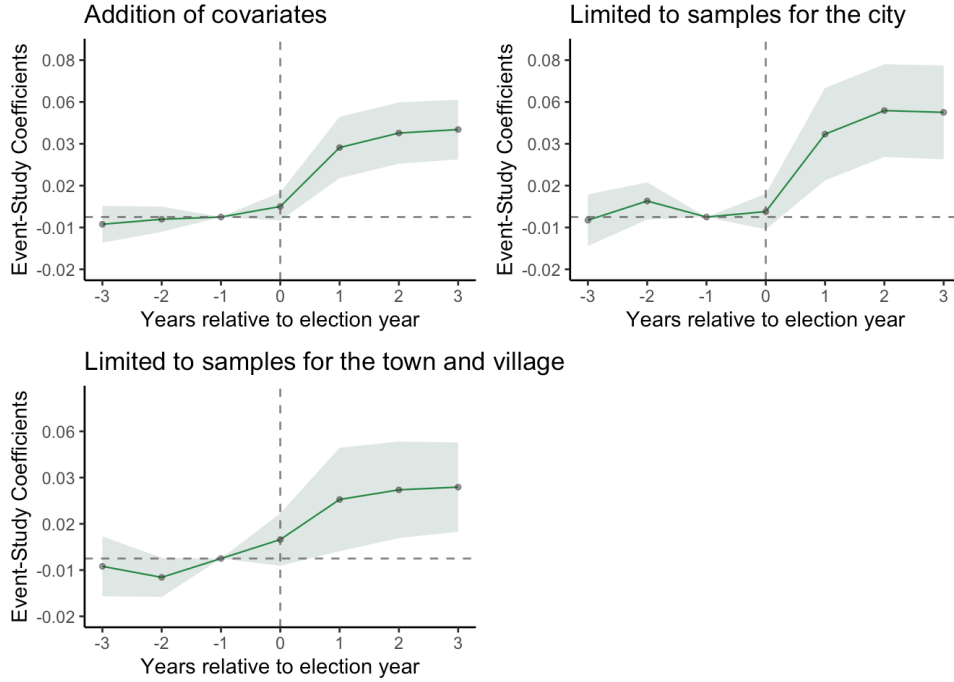 Addition of covariates
Event-Study Coefficients
0.08
0.06
0.03
0.02
-0.01
-0.02
-3 -2 -1 0 1 2 3
Years relative to election year
Limited to samples for the city
Event-Study Coefficients
0.08
0.06
0.03
0.02
-0.01
-0.02
-3 -2 -1 0 1 2 3
Years relative to election year
Limited to samples for the town and village
Event-Study Coefficients
0.06
0.03
0.02
-0.01
-0.02
-3 -2 -1 0 1 2 3
Years relative to election year